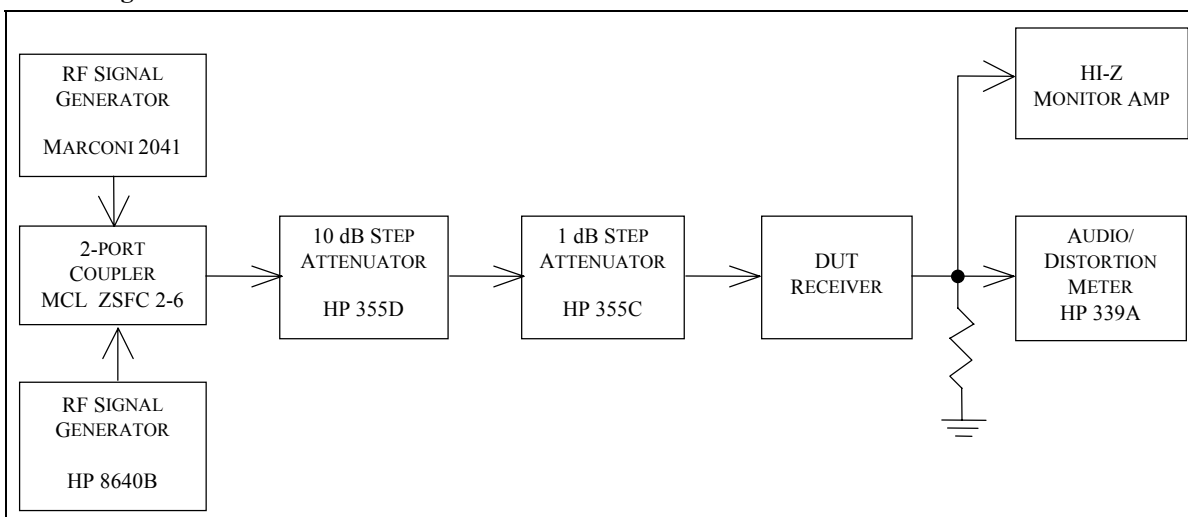 RF SIGNAL
GENERATOR
MARCONI 2041
2-PORT
COUPLER
MCL ZSFC 2-6
RF SIGNAL
GENERATOR
HP 8640B
10 dB STEP
ATTENUATOR
HP 355D
1 dB STEP
ATTENUATOR
HP 355C
DUT
RECEIVER
HI-Z
MONITOR AMP
AUDIO/
DISTORTION
METER
HP 339A